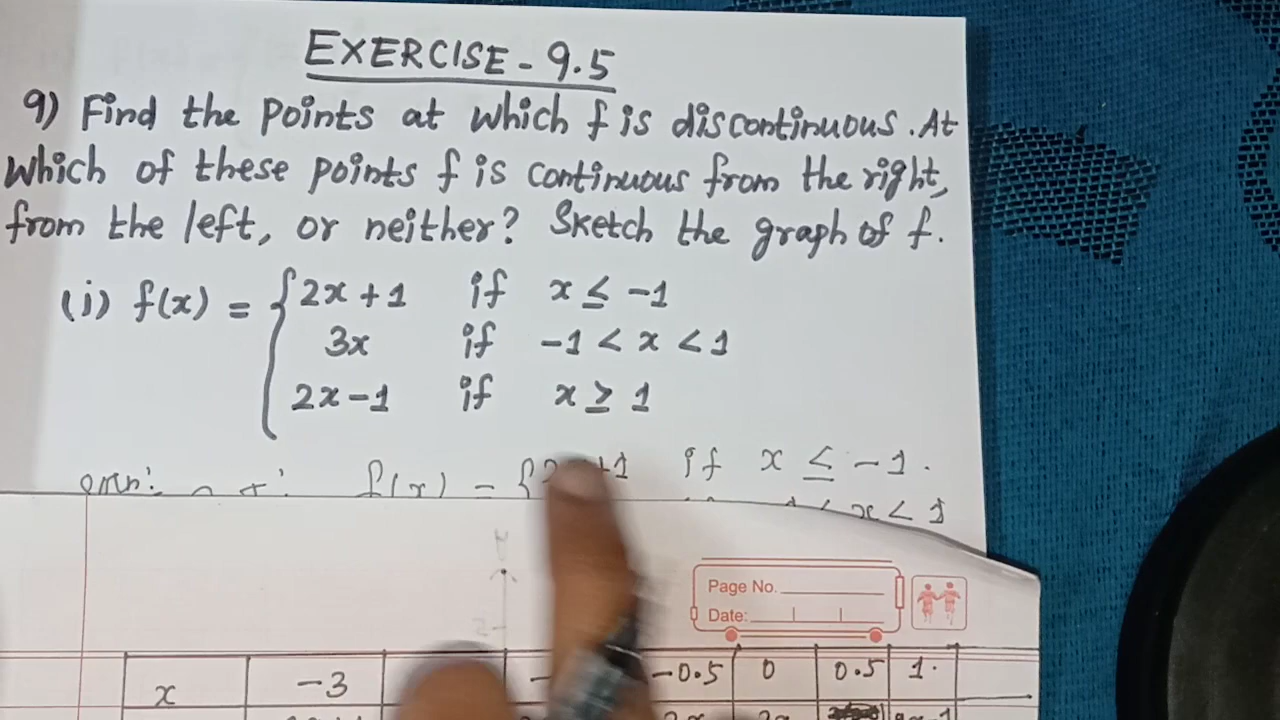 EXERCISE - 9.5
9) Find the points at which f is discontinuous. At
which of these points f is continuous from the right,
from the left, or neither? Sketch the graph of f.
(i) f(x) = { 2x + 1 if x ≤ -1
3x if -1 < x < 1
2x - 1 if x ≥ 1
f(x) = { +1 if x ≤ -1.
x < 1
Page No.
Date:
x -3 -0.5 0 0.5 1.